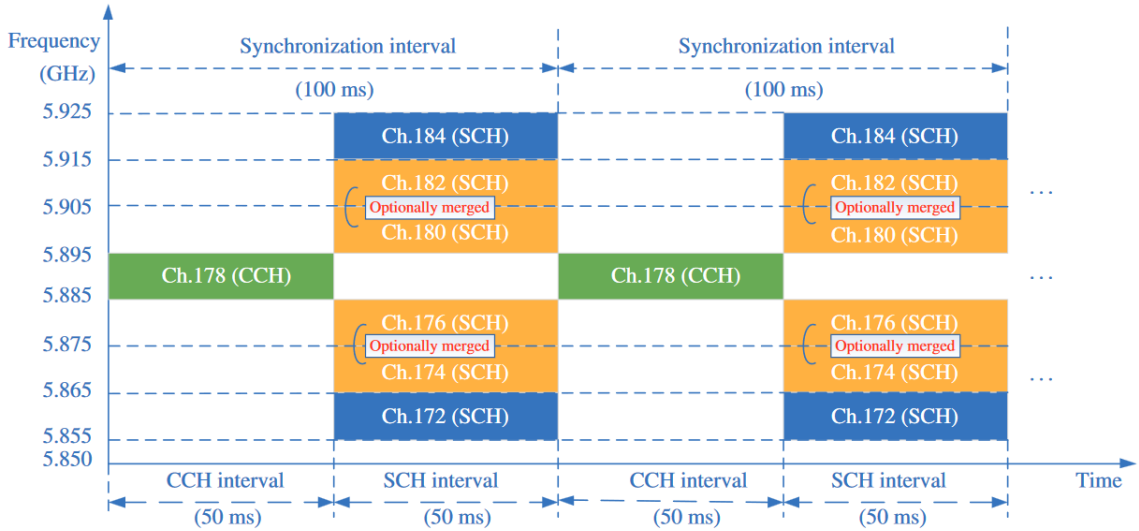 Frequency
(GHz)
Synchronization interval
Synchronization interval
(100 ms)
(100 ms)
5.925
5.915
5.905
5.895
5.885
5.875
5.865
5.855
5.850
Ch.184 (SCH)
Ch.182 (SCH)
Optionally merged
Ch.180 (SCH)
Ch.178 (CCH)
Ch.176 (SCH)
Optionally merged
Ch.174 (SCH)
Ch.172 (SCH)
Ch.184 (SCH)
Ch.182 (SCH)
Optionally merged
Ch.180 (SCH)
Ch.178 (CCH)
Ch.176 (SCH)
Optionally merged
Ch.174 (SCH)
Ch.172 (SCH)
...
...
...
CCH interval
SCH interval
CCH interval
SCH interval
Time
(50 ms)
(50 ms)
(50 ms)
(50 ms)